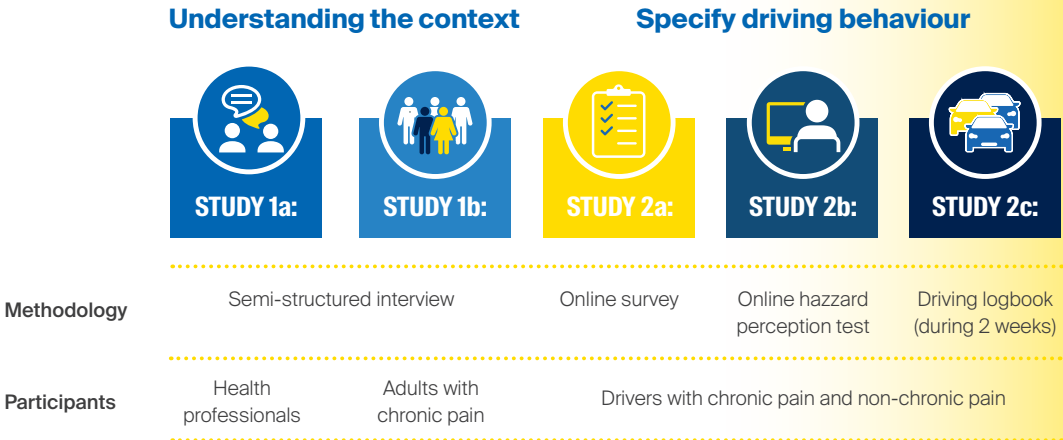 Understanding the context
Specify driving behaviour
STUDY 1a:
STUDY 1b:
STUDY 2a:
STUDY 2b:
STUDY 2c:
Methodology
Semi-structured interview
Online survey
Online hazzard
perception test
Driving logbook
(during 2 weeks)
Participants
Health
professionals
Adults with
chronic pain
Drivers with chronic pain and non-chronic pain